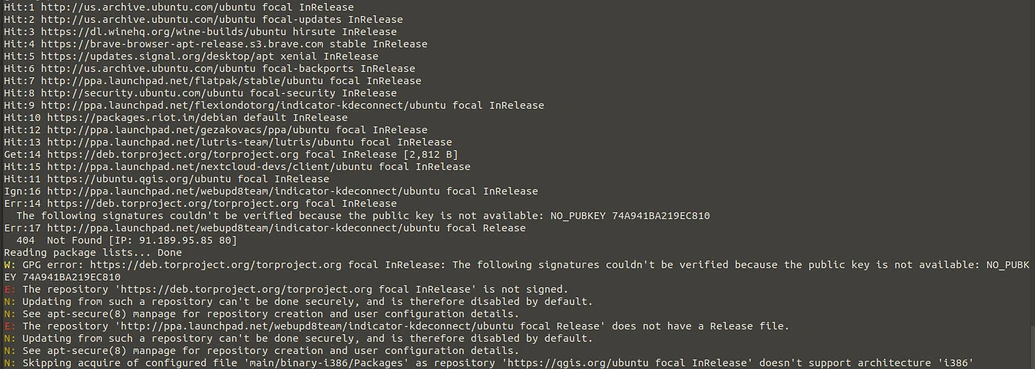 Hit:1 http://us.archive.ubuntu.com/ubuntu focal InRelease
Hit:2 http://us.archive.ubuntu.com/ubuntu focal-updates InRelease
Hit:3 https://dl.winehq.org/wine-builds/ubuntu hirsute InRelease
Hit:4 https://brave-browser-apt-release.s3.brave.com stable InRelease
Hit:5 https://updates.signal.org/desktop/apt xenial InRelease
Hit:6 http://us.archive.ubuntu.com/ubuntu focal-backports InRelease
Hit:7 http://ppa.launchpad.net/flatpak/stable/ubuntu focal InRelease
Hit:8 http://security.ubuntu.com/ubuntu focal-security InRelease
Hit:9 http://ppa.launchpad.net/flexiondotorg/indicator-kdeconnect/ubuntu focal InRelease
Hit:10 https://packages.riot.im/debian default InRelease
Hit:12 http://ppa.launchpad.net/gezakovacs/ppa/ubuntu focal InRelease
Hit:13 http://ppa.launchpad.net/lutris-team/lutris/ubuntu focal InRelease
Get:14 https://deb.torproject.org/torproject.org focal InRelease [2,812 B]
Hit:15 http://ppa.launchpad.net/nextcloud-devs/client/ubuntu focal InRelease
Hit:11 https://ubuntu.qgis.org/ubuntu focal InRelease
Ign:16 http://ppa.launchpad.net/webupd8team/indicator-kdeconnect/ubuntu focal InRelease
Err:14 https://deb.torproject.org/torproject.org focal InRelease
The following signatures couldn't be verified because the public key is not available: NO_PUBKEY 74A941BA219EC810
Err:17 http://ppa.launchpad.net/webupd8team/indicator-kdeconnect/ubuntu focal Release
404 Not Found [IP: 91.189.95.85 80]
Reading package lists... Done
W: GPG error: https://deb.torproject.org/torproject.org focal InRelease: The following signatures couldn't be verified because the public key is not available: NO_PUBK
EY 74A941BA219EC810
E: The repository 'https://deb.torproject.org/torproject.org focal InRelease' is not signed.
N: Updating from such a repository can't be done securely, and is therefore disabled by default.
N: See apt-secure(8) manpage for repository creation and user configuration details.
E: The repository 'http://ppa.launchpad.net/webupd8team/indicator-kdeconnect/ubuntu focal Release' does not have a Release file.
N: Updating from such a repository can't be done securely, and is therefore disabled by default.
N: See apt-secure(8) manpage for repository creation and user configuration details.
N: Skipping acquire of configured file 'main/binary-i386/Packages' as repository 'https://qgis.org/ubuntu focal InRelease' doesn't support architecture 'i386'